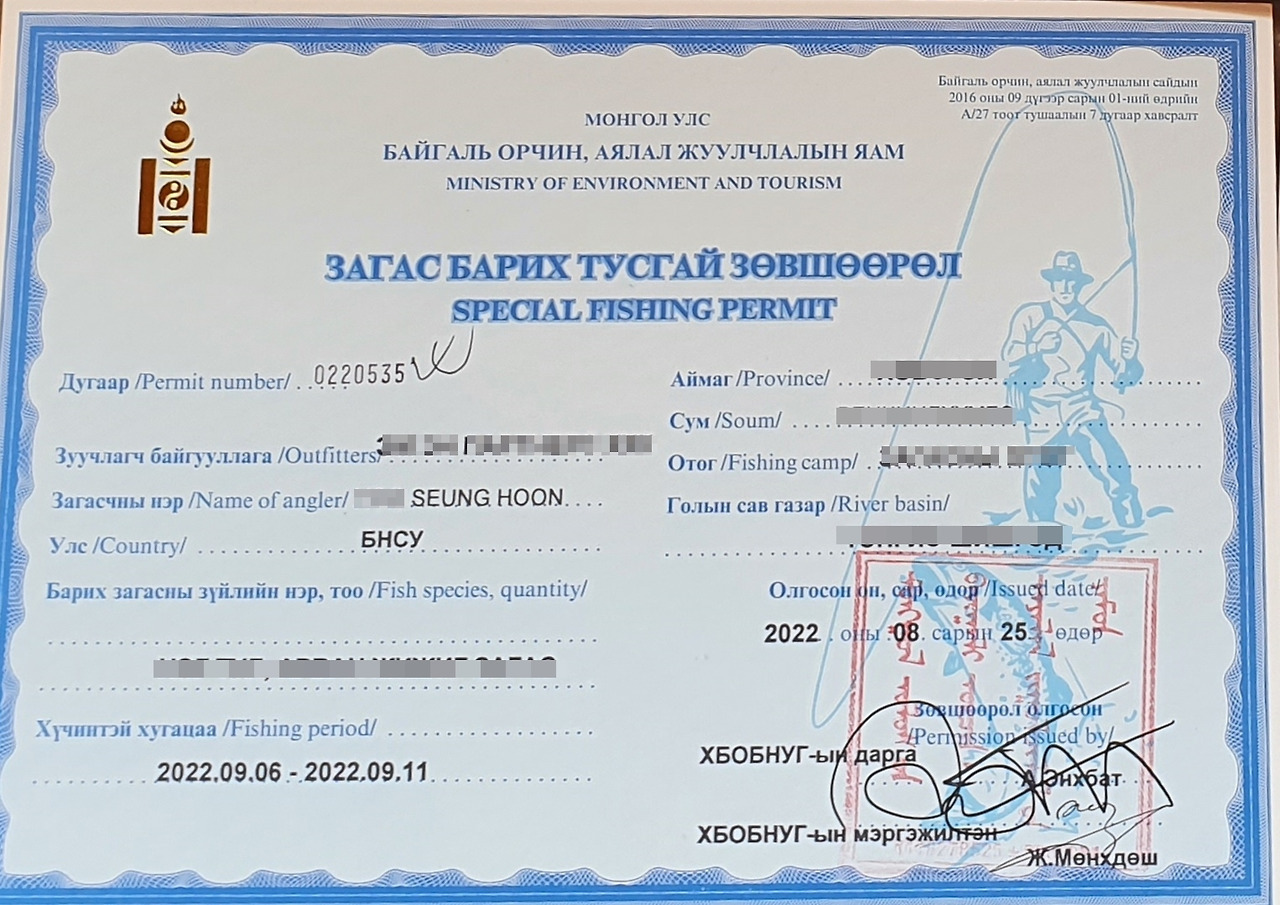 Байгаль орчин, аялал жуулчлалын сайдын
2016 оны 09 дүгээр сарын 01-ний өдрийн
А/27 тоот тушаалын 7 дугаар хавсралт
МОНГОЛ УЛС
БАЙГАЛЬ ОРЧИН, АЯЛАЛ ЖУУЛЧЛАЛЫН ЯАМ
MINISTRY OF ENVIRONMENT AND TOURISM
ЗАГАС БАРИХ ТУСГАЙ ЗӨВШӨӨРӨЛ
SPECIAL FISHING PERMIT
Дугаар /Permit number/ 0220535
Зуучлагч байгууллага /Outfitters/
Загасчны нэр /Name of angler/ SEUNG HOON
Улс /Country/ БНСУ
Барих загасны зүйлийн нэр, тоо /Fish species, quantity/
Хүчинтэй хугацаа /Fishing period/
2022.09.06 - 2022.09.11
Аймаг /Province/
Сум /Soum/
Отог /Fishing camp/
Голын сав газар /River basin/
Олгосон он, сар, өдөр /Issued date/
2022 оны 08 сарын 25 өдөр
Зөвшөөрөл олгосон
/Permission issued by/
ХБОБНУГ-ын дарга
А.Энхбат
ХБОБНУГ-ын мэргэжилтэн
Ж.Мөнхдөш